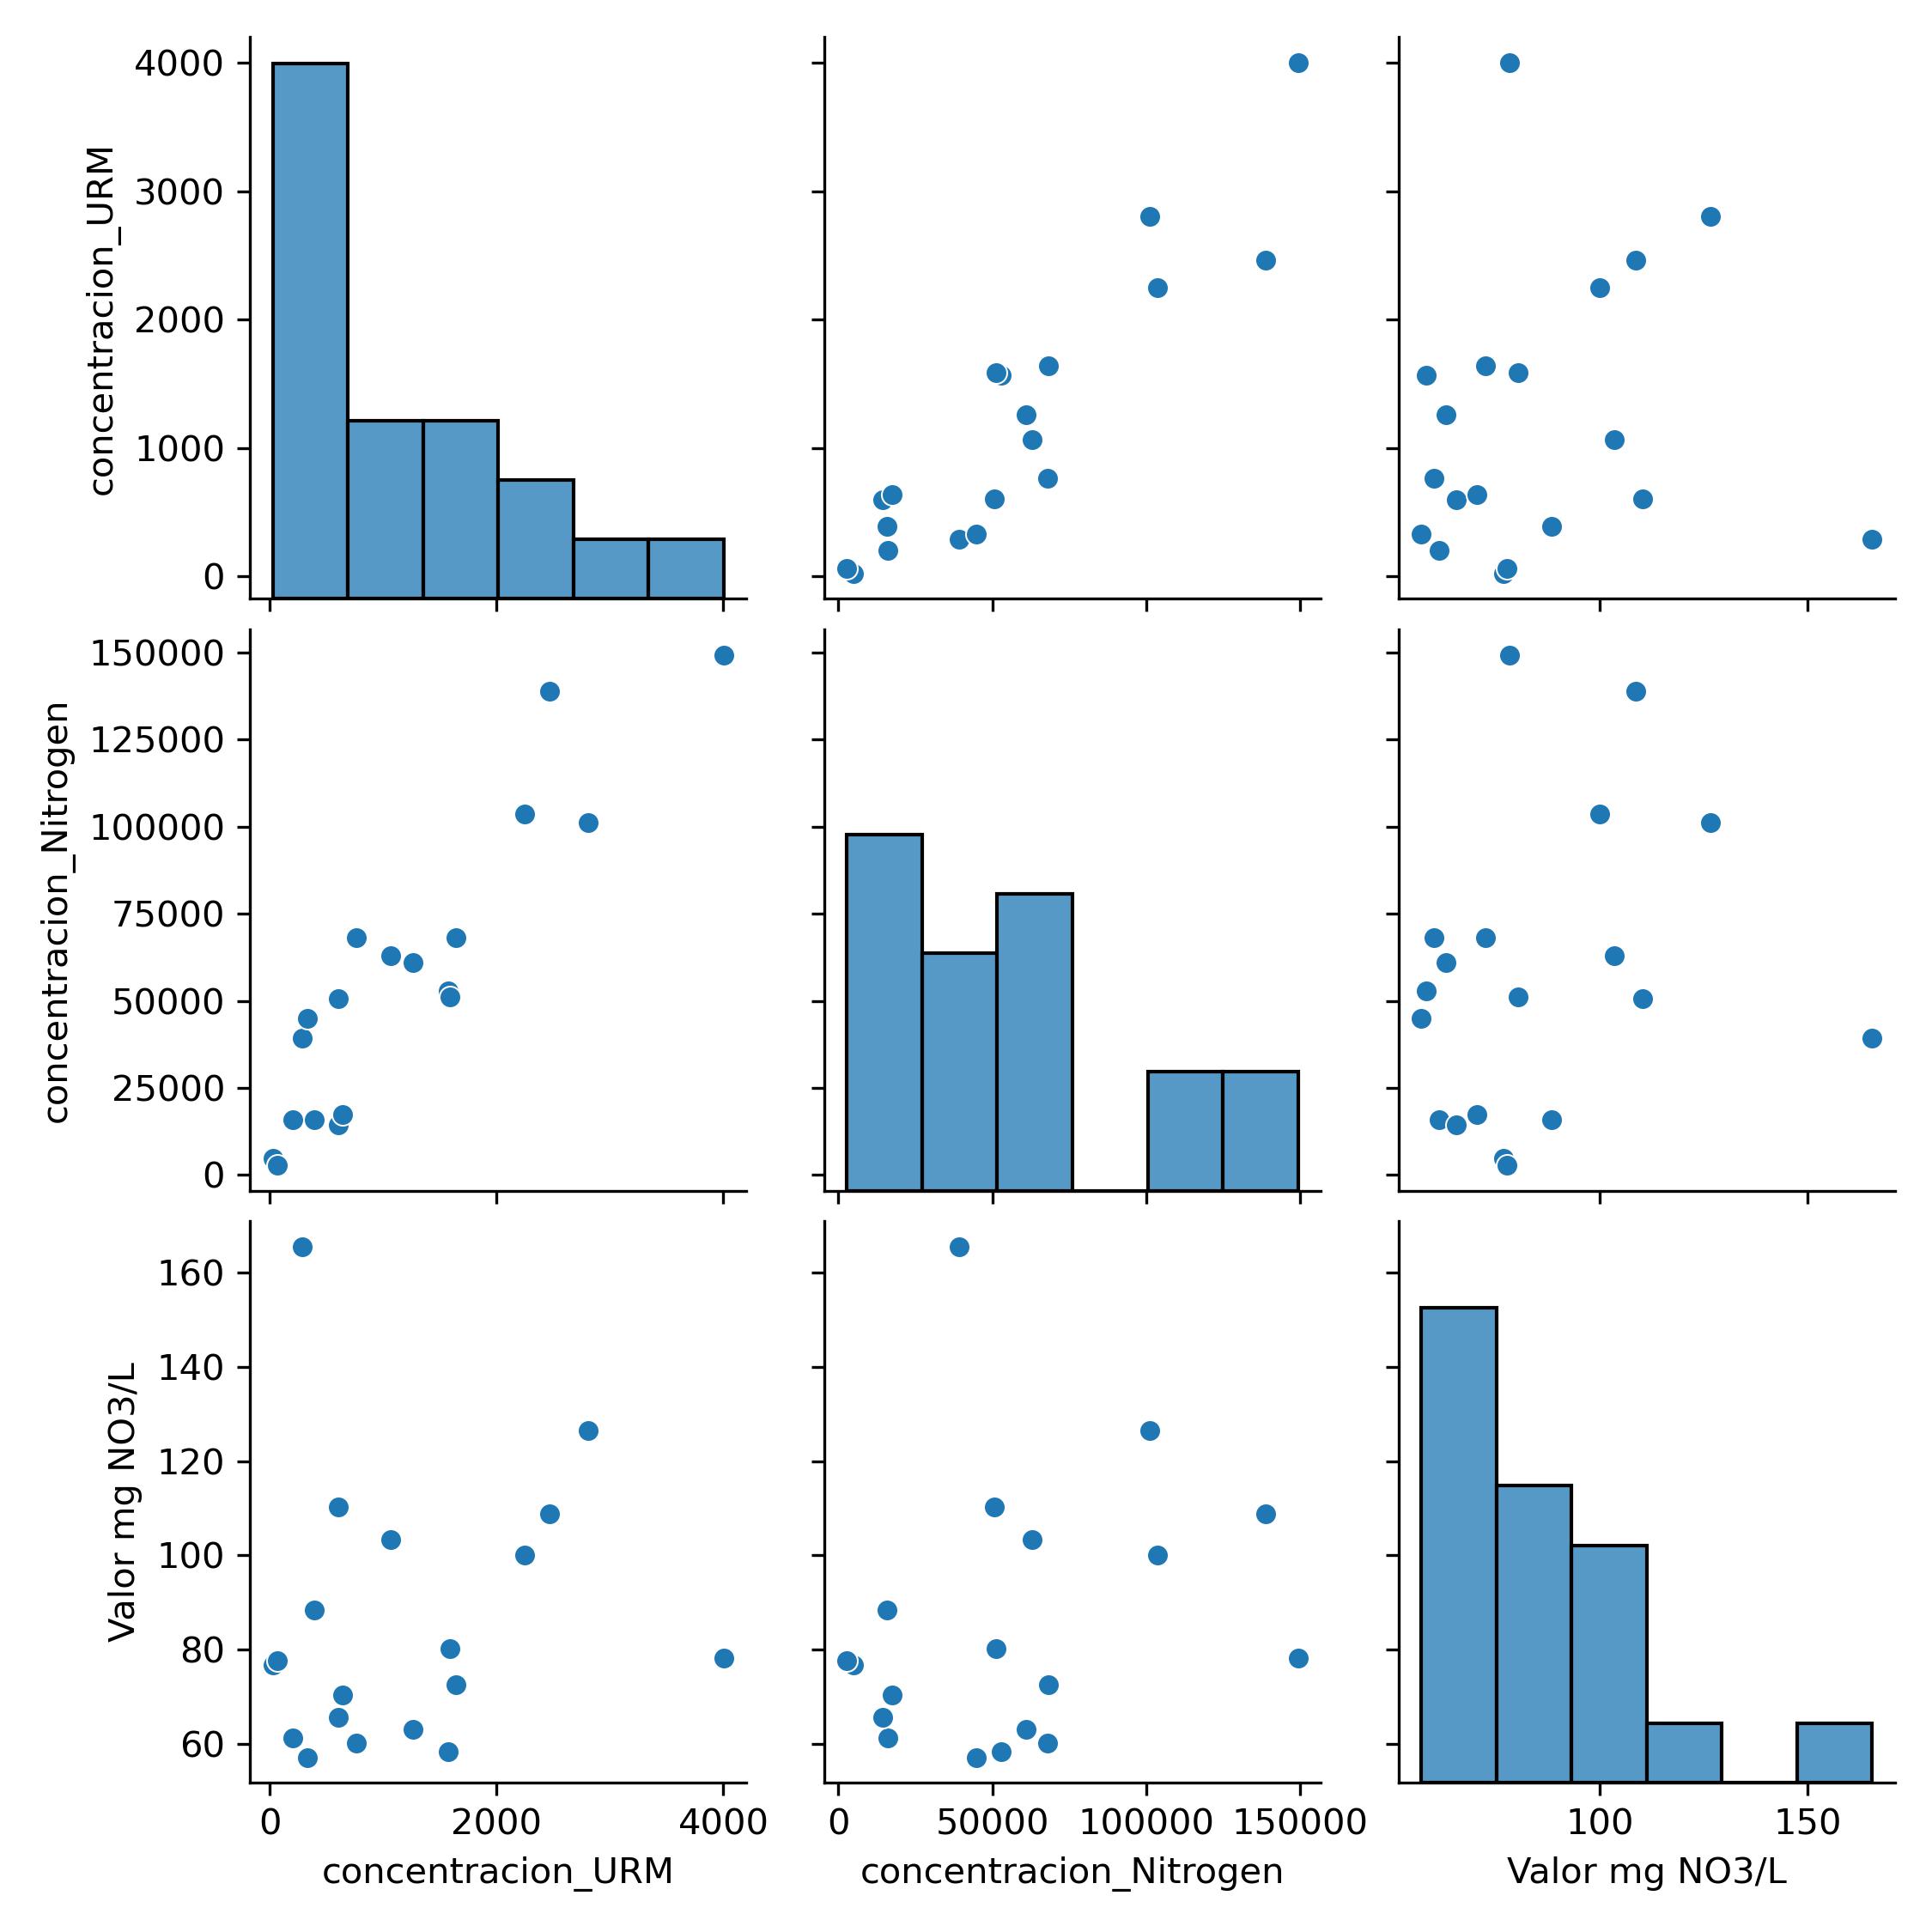 4000
3000
2000
1000
0
concentracion_URM
150000
125000
100000
75000
50000
25000
0
concentracion_Nitrogen
160
140
120
100
80
60
Valor mg NO3/L
0 2000 4000
concentracion_URM
0 50000 100000 150000
concentracion_Nitrogen
100 150
Valor mg NO3/L